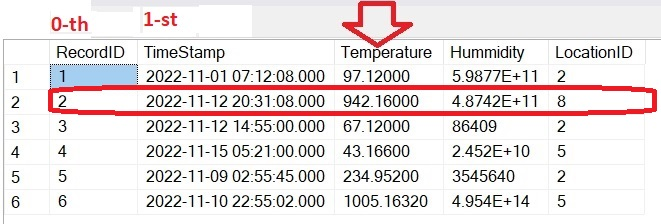 0-th 1-st
RecordID TimeStamp Temperature Hummidity LocationID
1 1 2022-11-01 07:12:08.000 97.12000 5.9877E+11 2
2 2 2022-11-12 20:31:08.000 942.16000 4.8742E+11 8
3 3 2022-11-12 14:55:00.000 67.12000 86409 2
4 4 2022-11-15 05:21:00.000 43.16600 2.452E+10 5
5 5 2022-11-09 02:55:45.000 234.95200 3545640 2
6 6 2022-11-10 22:55:02.000 1005.16320 4.954E+14 5